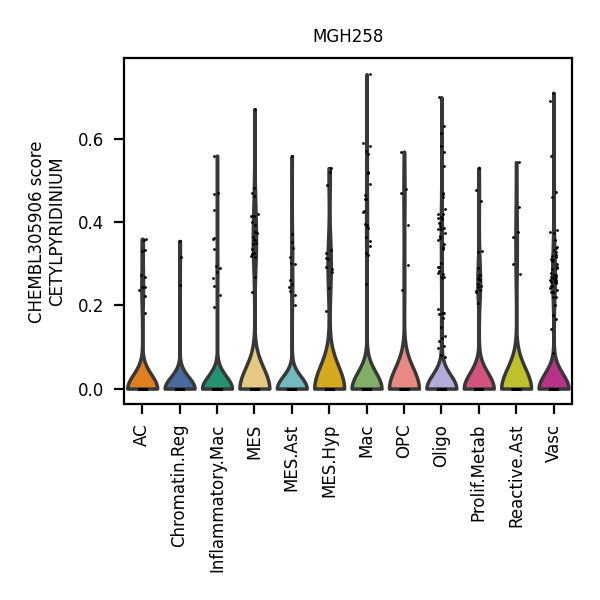 MGH258
CHEMBL305906 score
CETYLPYRIDINIUM
0.6
0.4
0.2
0.0
AC
Chromatin.Reg
Inflammatory.Mac
MES
MES.Ast
MES.Hyp
Mac
OPC
Oligo
Prolif.Metab
Reactive.Ast
Vasc